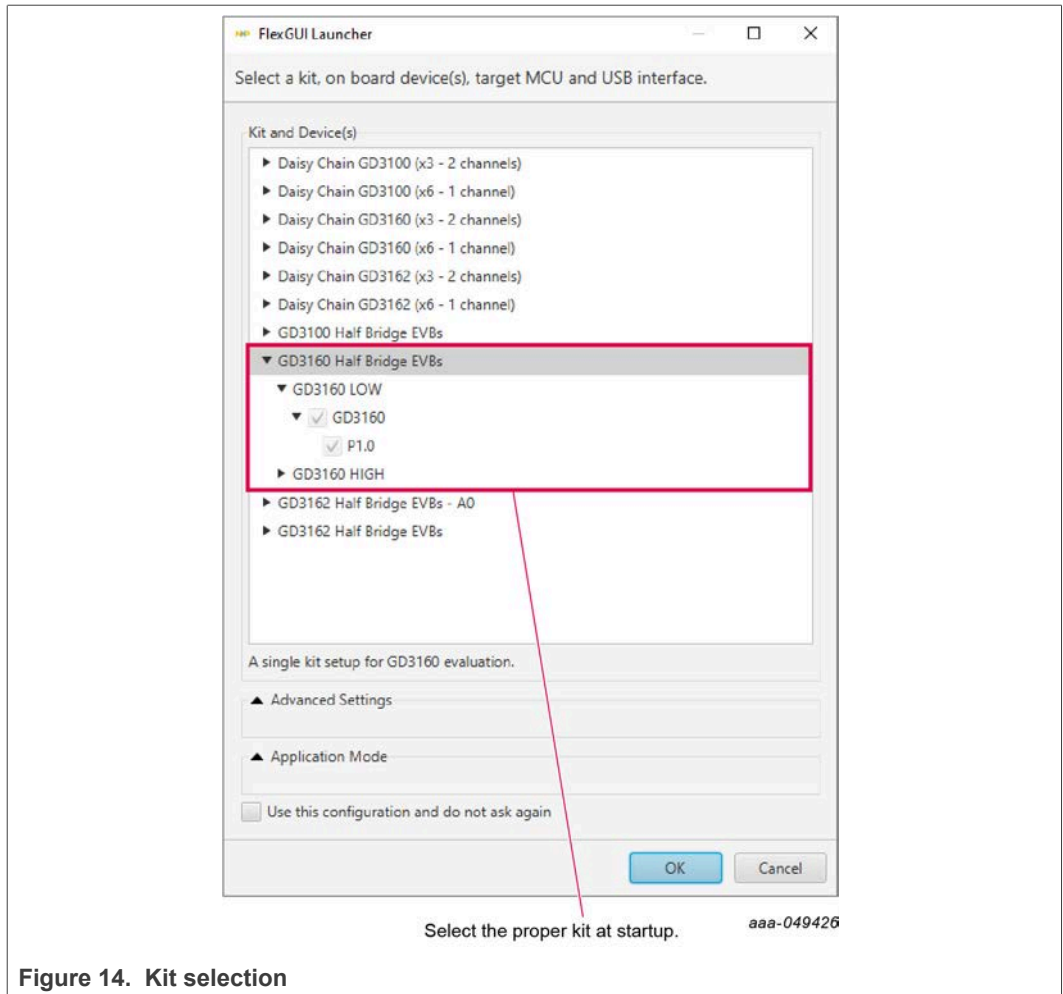 NXP FlexGUI Launcher
Select a kit, on board device(s), target MCU and USB interface.
Kit and Device(s)
Daisy Chain GD3100 (x3 - 2 channels)
Daisy Chain GD3100 (x6 - 1 channel)
Daisy Chain GD3160 (x3 - 2 channels)
Daisy Chain GD3160 (x6 - 1 channel)
Daisy Chain GD3162 (x3 - 2 channels)
Daisy Chain GD3162 (x6 - 1 channel)
GD3100 Half Bridge EVBs
GD3160 Half Bridge EVBs
GD3160 LOW
GD3160
P1.0
GD3160 HIGH
GD3162 Half Bridge EVBs - A0
GD3162 Half Bridge EVBs
A single kit setup for GD3160 evaluation.
Advanced Settings
Application Mode
Use this configuration and do not ask again
OK Cancel
Select the proper kit at startup. aaa-049426
Figure 14. Kit selection